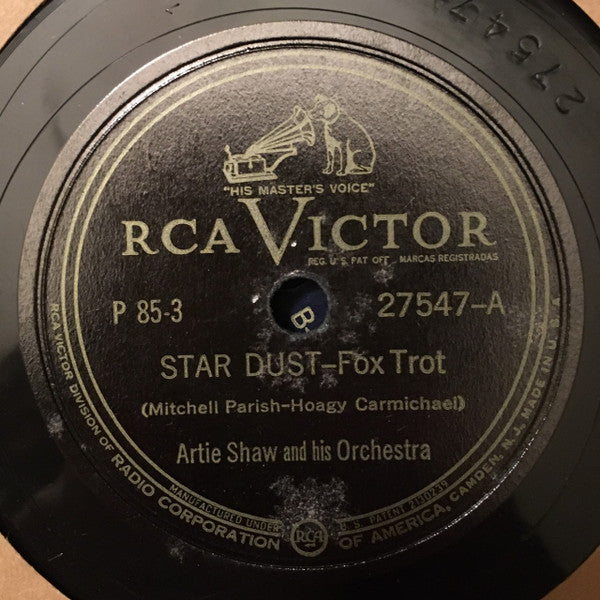 27547
"HIS MASTER'S VOICE"
RCA VICTOR
REG. U.S. PAT. OFF. MARCAS REGISTRADAS
P 85-3
27547-A
B
STAR DUST-Fox Trot
(Mitchell Parish-Hoagy Carmichael)
Artie Shaw and his Orchestra
MANUFACTURED UNDER U.S. PATENT 2130239
RCA VICTOR DIVISION OF RADIO CORPORATION OF AMERICA, CAMDEN, N. J. MADE IN U. S. A.
RCA